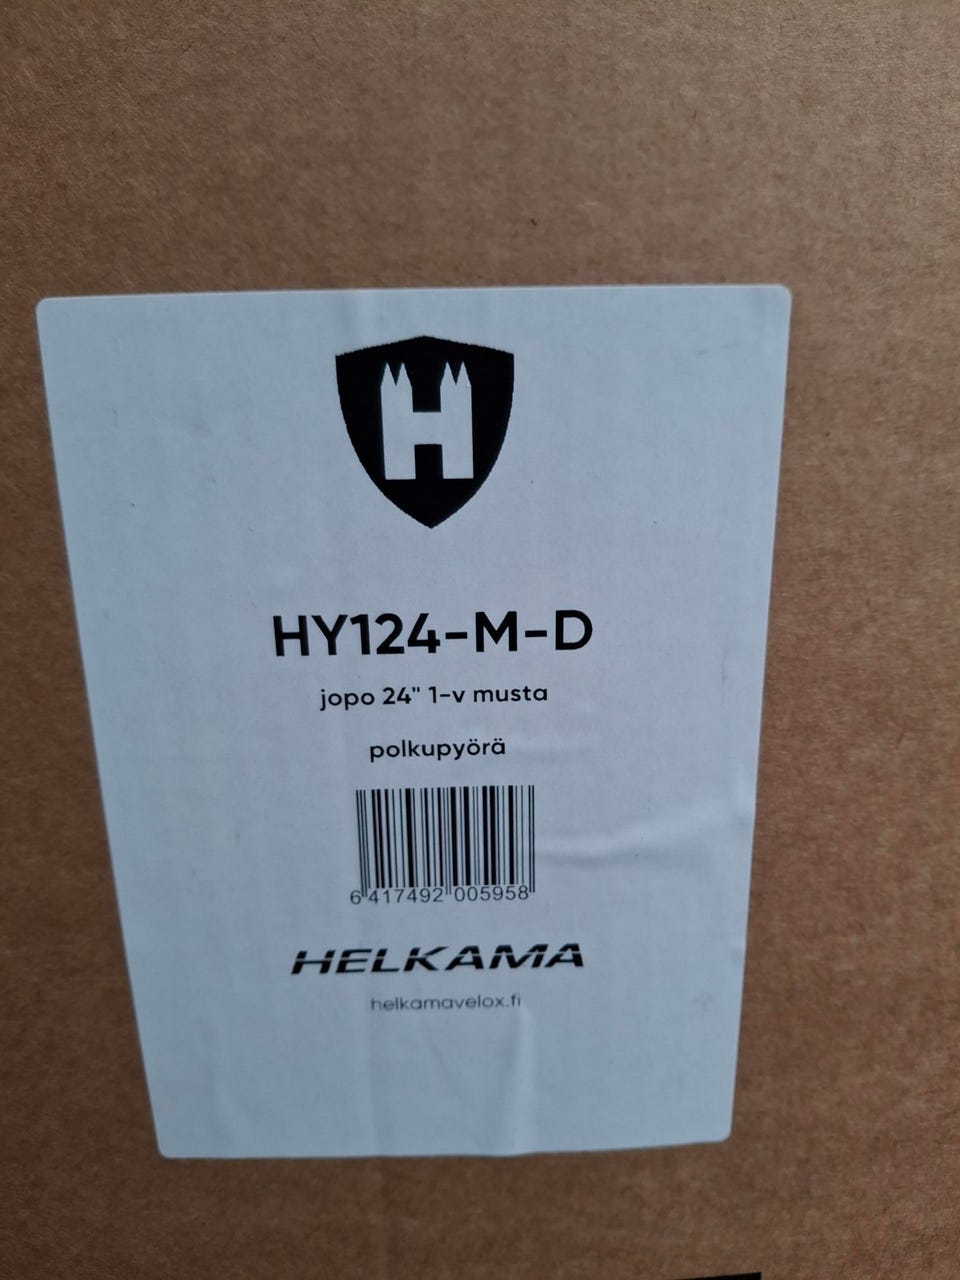 H
HY124-M-D
jopo 24" 1-v musta
polkupyörä
6 417492 005958
HELKAMA
helkamavelox.fi